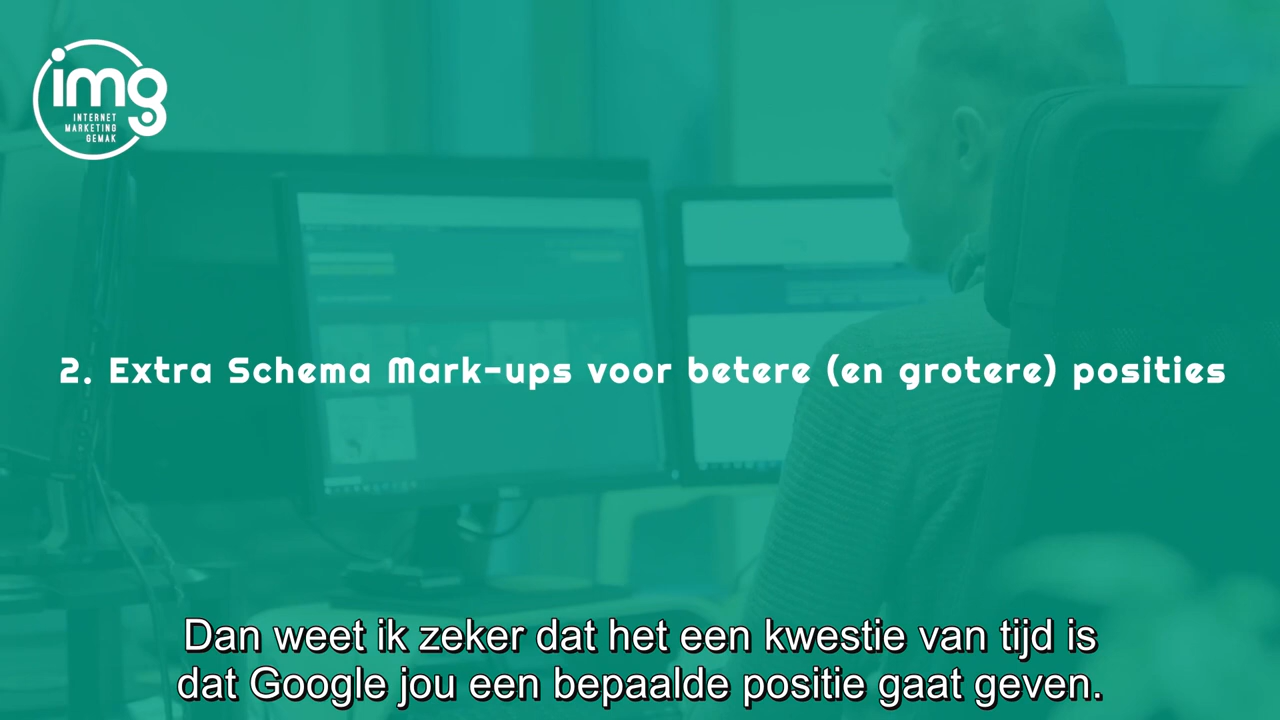 img
INTERNET
MARKETING
GEMAK
2. Extra Schema Mark-ups voor betere (en grotere) posities
Dan weet ik zeker dat het een kwestie van tijd is
dat Google jou een bepaalde positie gaat geven.